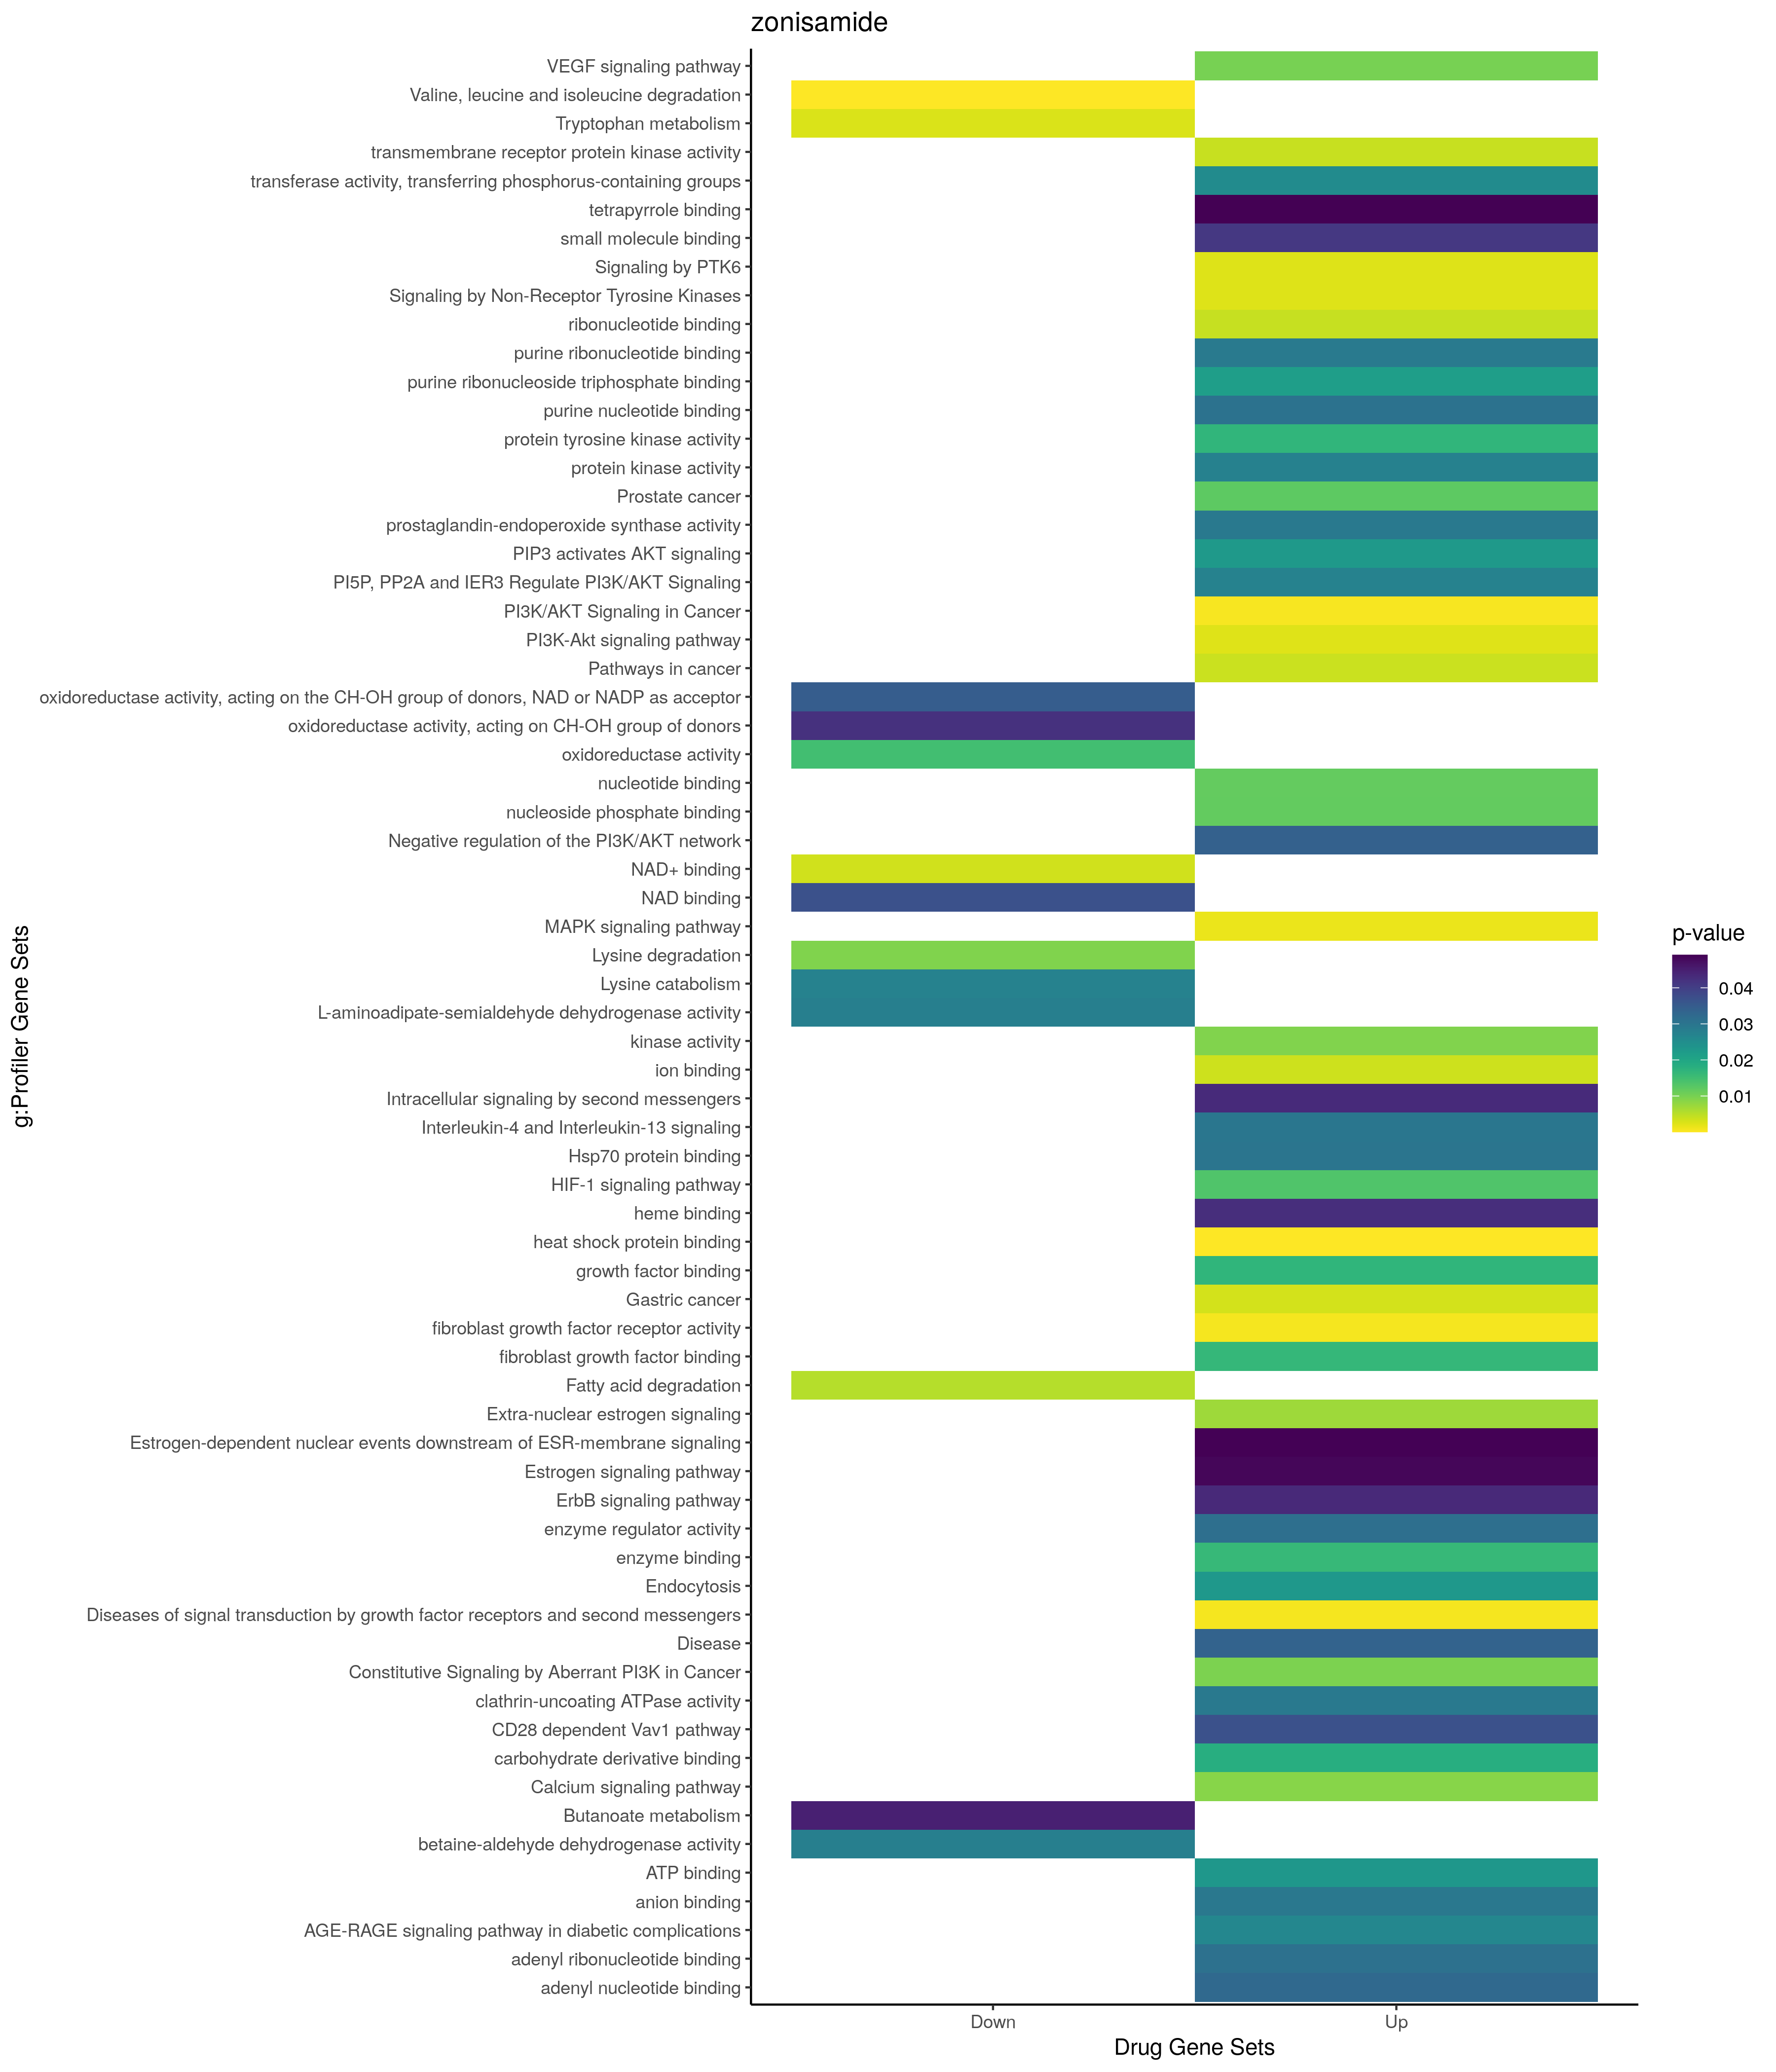 zonisamide
VEGF signaling pathway
Valine, leucine and isoleucine degradation
Tryptophan metabolism
transmembrane receptor protein kinase activity
transferase activity, transferring phosphorus-containing groups
tetrapyrrole binding
small molecule binding
Signaling by PTK6
Signaling by Non-Receptor Tyrosine Kinases
ribonucleotide binding
purine ribonucleotide binding
purine ribonucleoside triphosphate binding
purine nucleotide binding
protein tyrosine kinase activity
protein kinase activity
Prostate cancer
prostaglandin-endoperoxide synthase activity
PIP3 activates AKT signaling
PI5P, PP2A and IER3 Regulate PI3K/AKT Signaling
PI3K/AKT Signaling in Cancer
PI3K-Akt signaling pathway
Pathways in cancer
oxidoreductase activity, acting on the CH-OH group of donors, NAD or NADP as acceptor
oxidoreductase activity, acting on CH-OH group of donors
oxidoreductase activity
nucleotide binding
nucleoside phosphate binding
Negative regulation of the PI3K/AKT network
NAD+ binding
NAD binding
MAPK signaling pathway
Lysine degradation
Lysine catabolism
L-aminoadipate-semialdehyde dehydrogenase activity
kinase activity
ion binding
Intracellular signaling by second messengers
Interleukin-4 and Interleukin-13 signaling
Hsp70 protein binding
HIF-1 signaling pathway
heme binding
heat shock protein binding
growth factor binding
Gastric cancer
fibroblast growth factor receptor activity
fibroblast growth factor binding
Fatty acid degradation
Extra-nuclear estrogen signaling
Estrogen-dependent nuclear events downstream of ESR-membrane signaling
Estrogen signaling pathway
ErbB signaling pathway
enzyme regulator activity
enzyme binding
Endocytosis
Diseases of signal transduction by growth factor receptors and second messengers
Disease
Constitutive Signaling by Aberrant PI3K in Cancer
clathrin-uncoating ATPase activity
CD28 dependent Vav1 pathway
carbohydrate derivative binding
Calcium signaling pathway
Butanoate metabolism
betaine-aldehyde dehydrogenase activity
ATP binding
anion binding
AGE-RAGE signaling pathway in diabetic complications
adenyl ribonucleotide binding
adenyl nucleotide binding
g:Profiler Gene Sets
Down
Up
Drug Gene Sets
p-value
0.04
0.03
0.02
0.01